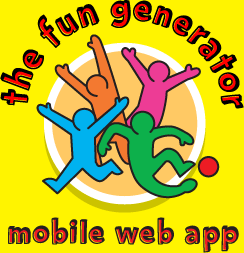 the fun generator
mobile web app